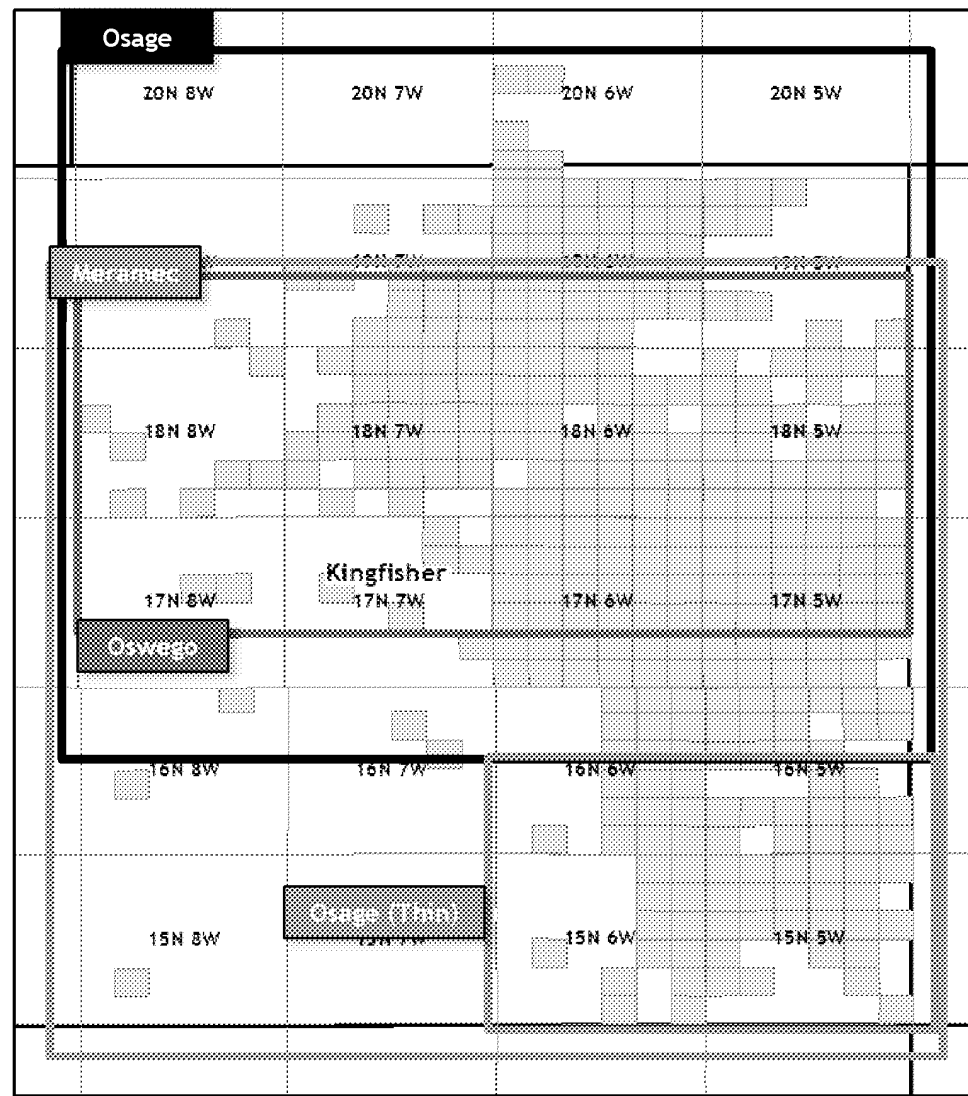 Osage
20N 8W
20N 7W
20N 6W
20N 5W
Meramec
18N 8W
18N 7W
18N 6W
18N 5W
Kingfisher
17N 8W
17N 7W
17N 6W
17N 5W
Oswego
16N 8W
16N 7W
16N 6W
16N 5W
Osage (Thin)
15N 8W
15N 7W
15N 6W
15N 5W